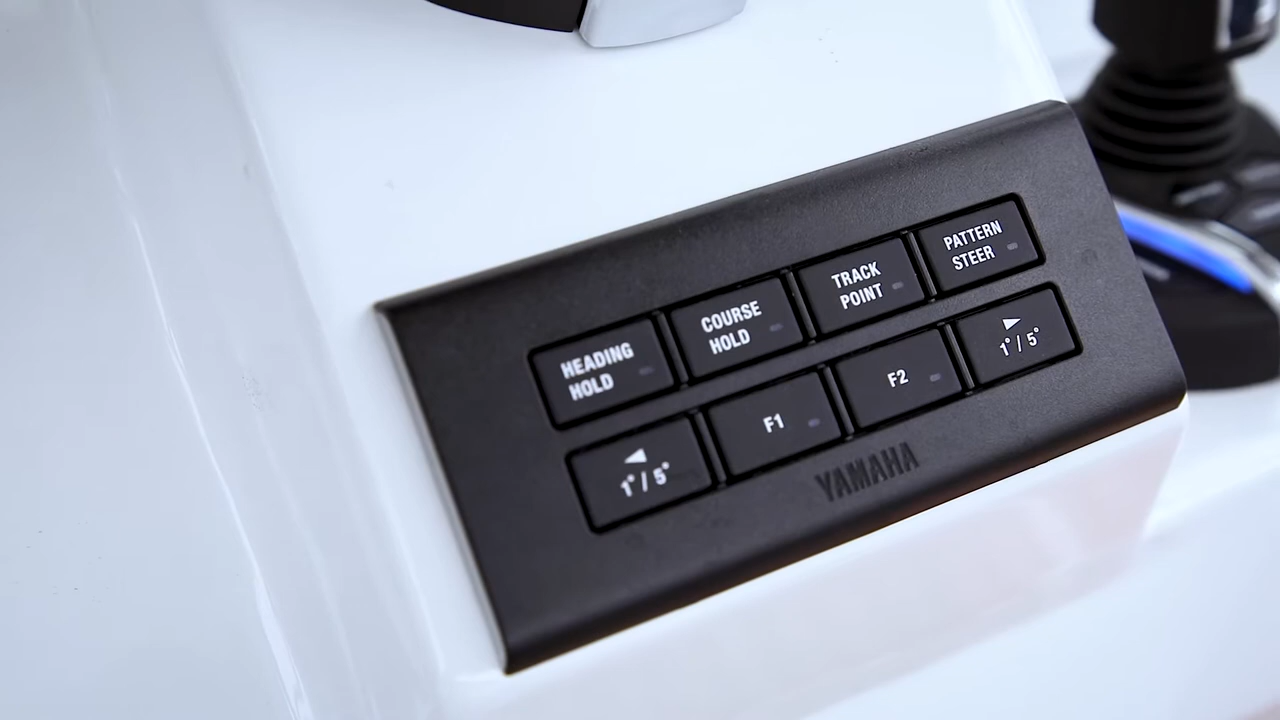 HEADING
HOLD
COURSE
HOLD
TRACK
POINT
PATTERN
STEER
◀
1° / 5°
F1
F2
▶
1° / 5°
YAMAHA